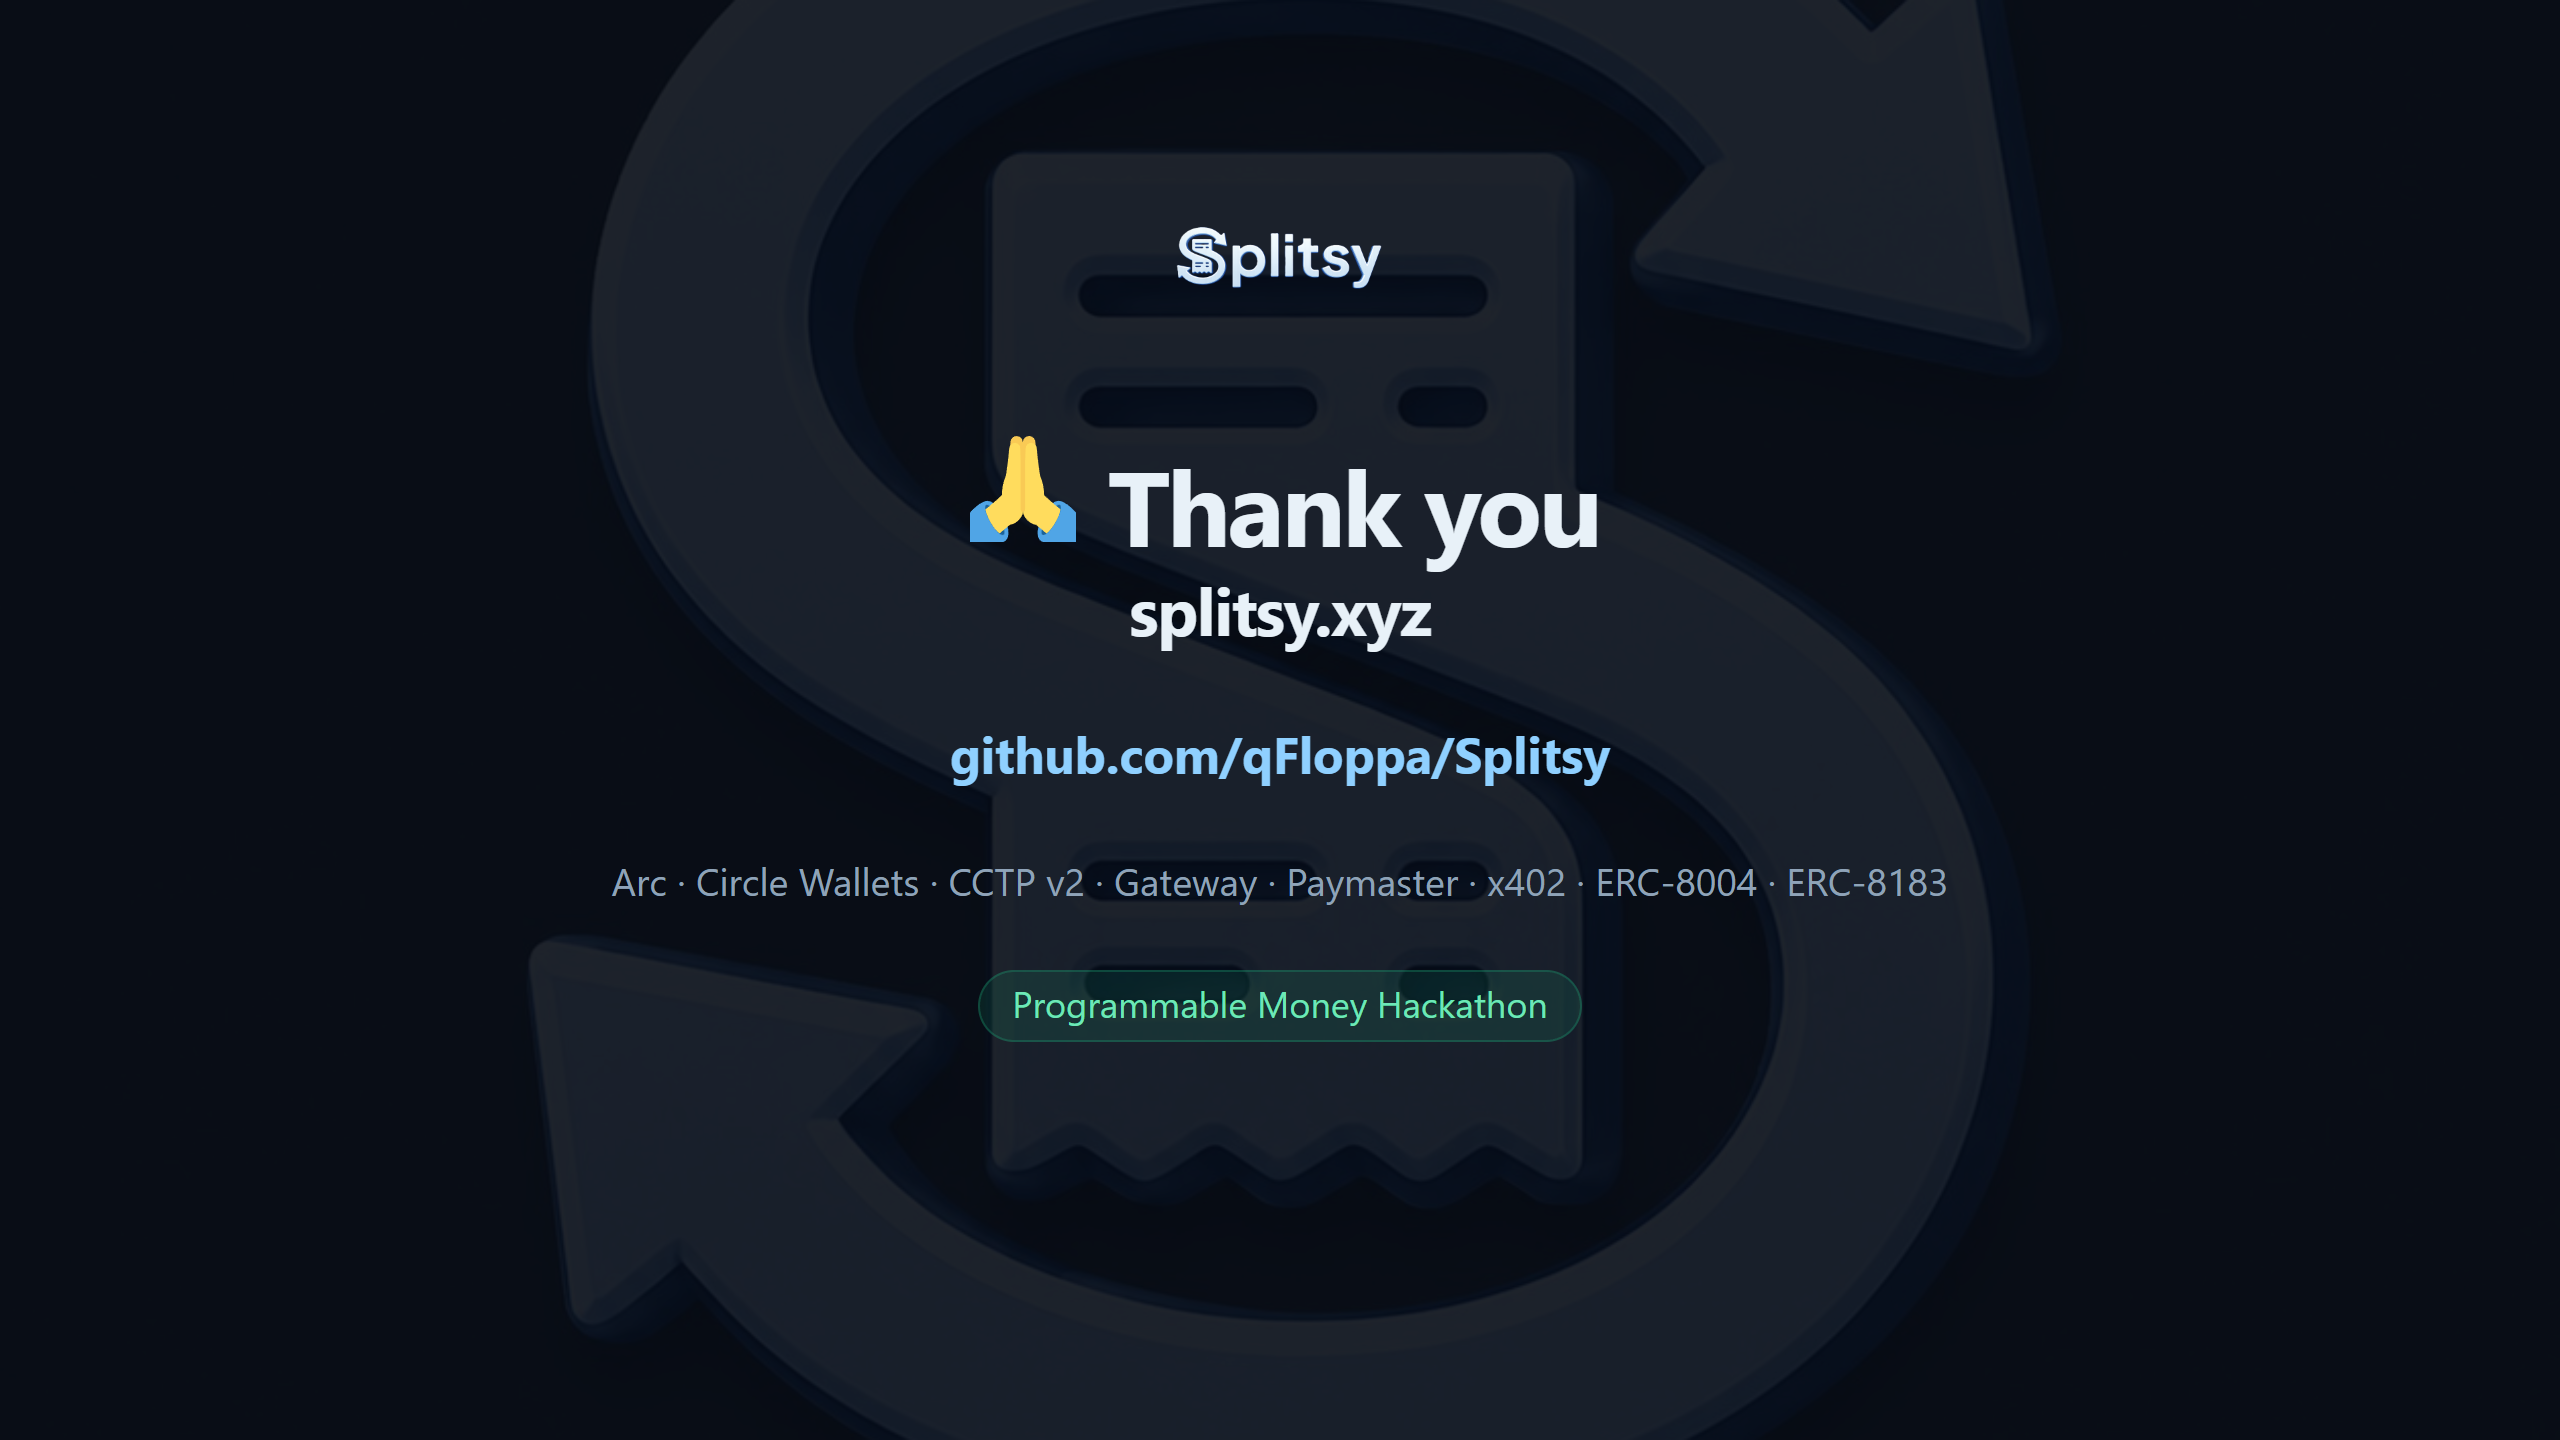 Splitsy
🙏 Thank you
splitsy.xyz
github.com/qFloppa/Splitsy
Arc · Circle Wallets · CCTP v2 · Gateway · Paymaster · x402 · ERC-8004 · ERC-8183
Programmable Money Hackathon